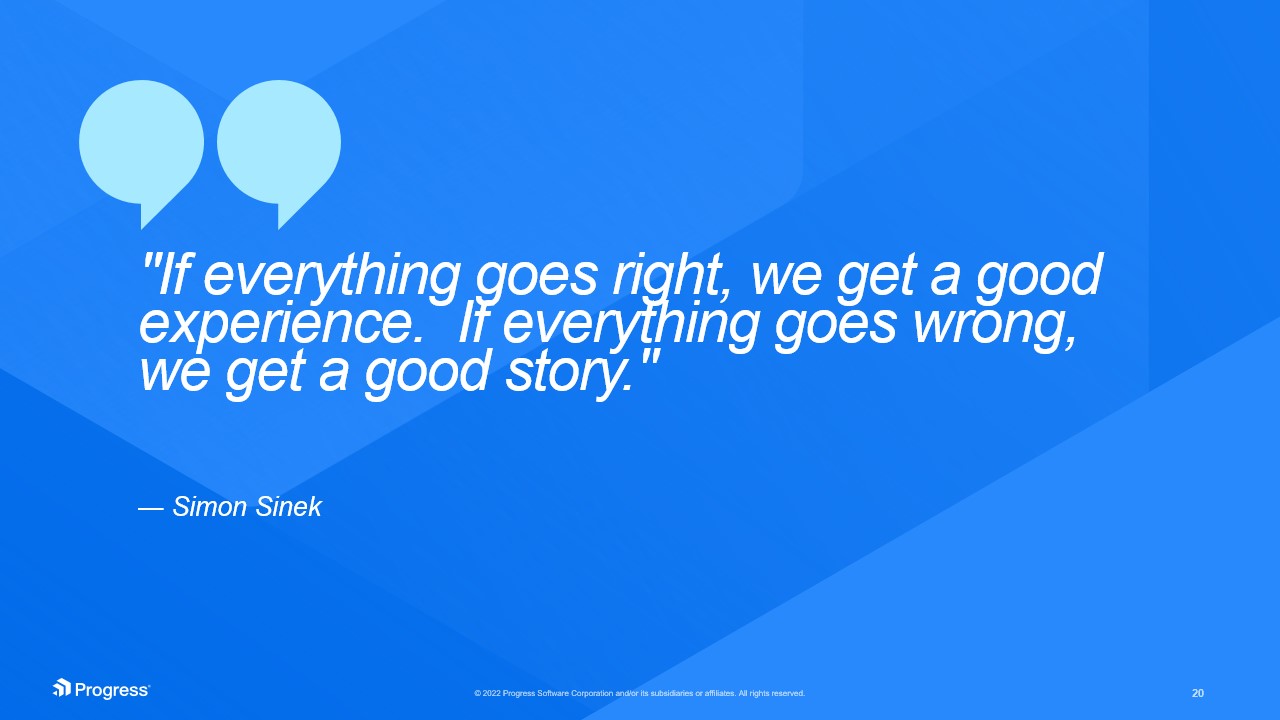 "If everything goes right, we get a good
experience.  If everything goes wrong,
we get a good story."
— Simon Sinek
Progress
© 2022 Progress Software Corporation and/or its subsidiaries or affiliates. All rights reserved.
20